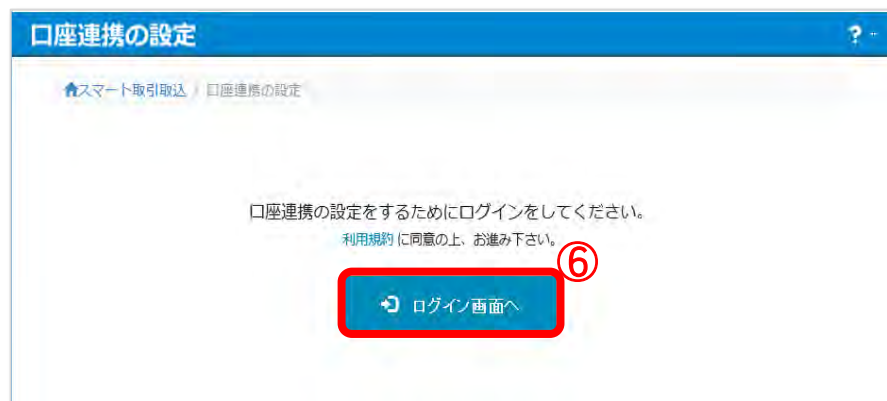 口座連携の設定 ?
スマート取引取込 / 口座連携の設定
口座連携の設定をするためにログインをしてください。
利用規約 に同意の上、お進み下さい。
⑥
ログイン画面へ